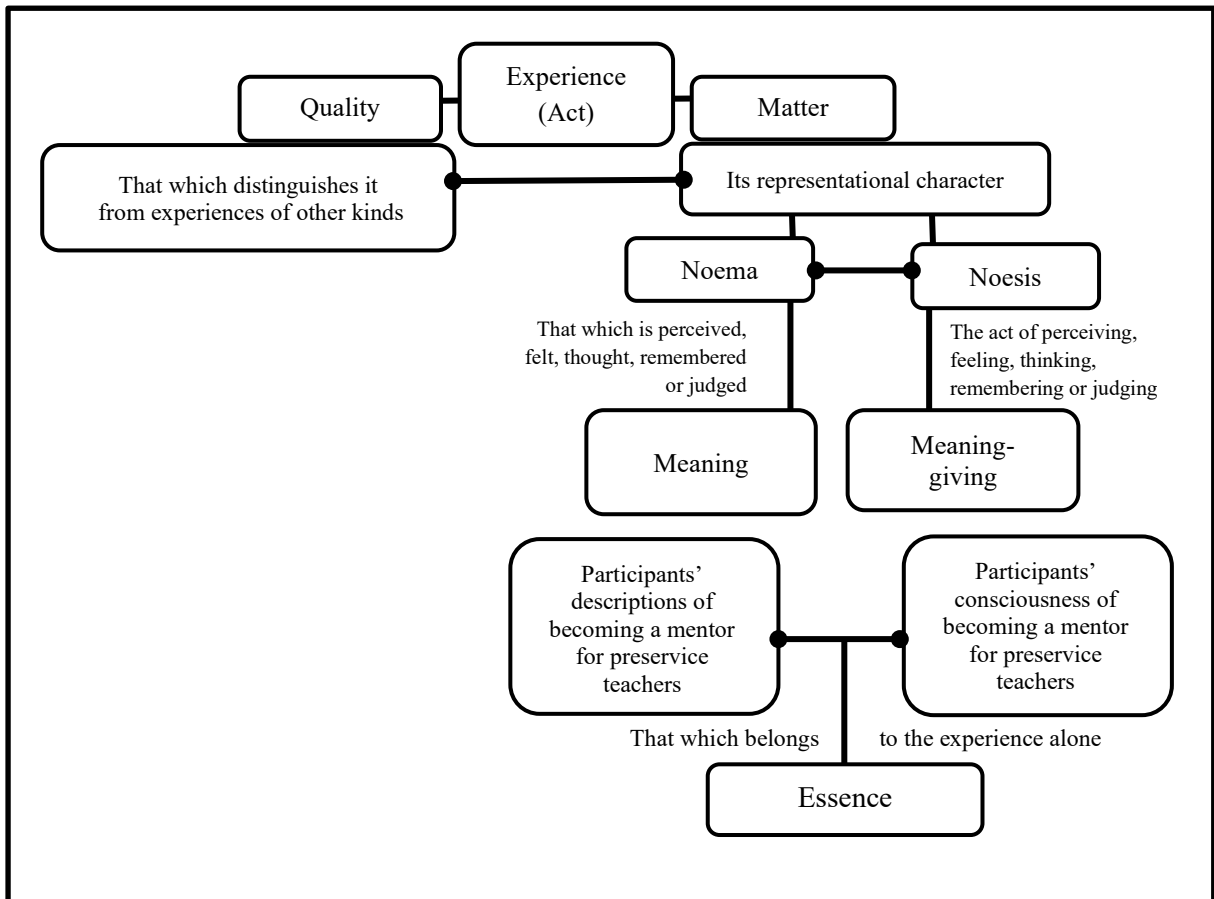 Experience
(Act)
Quality
Matter
That which distinguishes it
from experiences of other kinds
Its representational character
Noema
Noesis
That which is perceived,
felt, thought, remembered
or judged
The act of perceiving,
feeling, thinking,
remembering or judging
Meaning
Meaning-
giving
Participants’
descriptions of
becoming a mentor
for preservice
teachers
Participants’
consciousness of
becoming a mentor
for preservice
teachers
That which belongs to the experience alone
Essence